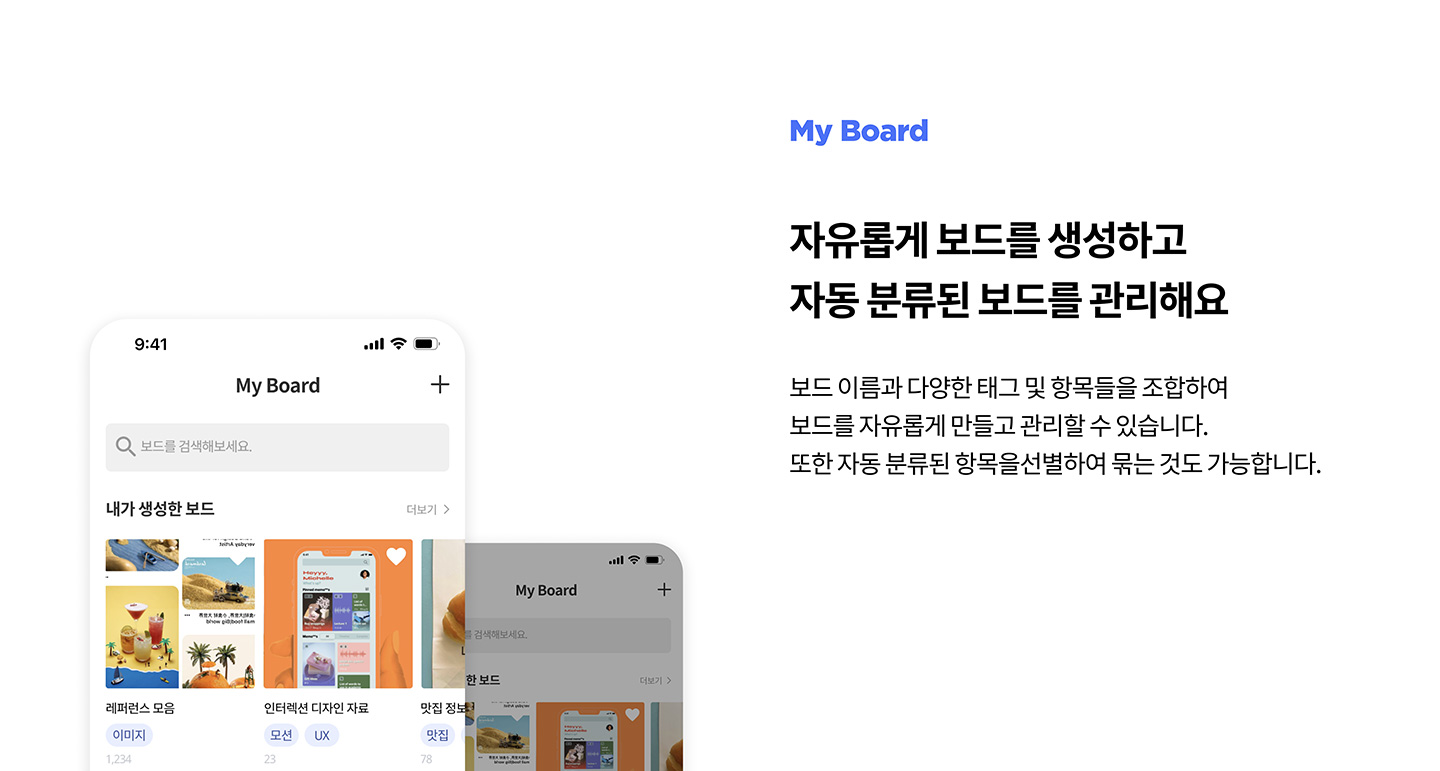 My Board
자유롭게 보드를 생성하고
자동 분류된 보드를 관리해요
보드 이름과 다양한 태그 및 항목들을 조합하여
보드를 자유롭게 만들고 관리할 수 있습니다.
또한 자동 분류된 항목을선별하여 묶는 것도 가능합니다.
9:41
My Board
보드를 검색해보세요.
내가 생성한 보드
더보기
Heyyy,
Michelle
레퍼런스 모음
인터렉션 디자인 자료
맛집 정보
이미지
모션
UX
맛집
1,234
23
78
My Board
를 검색해보세요.
한 보드
더보기
Heyyy,
Michelle